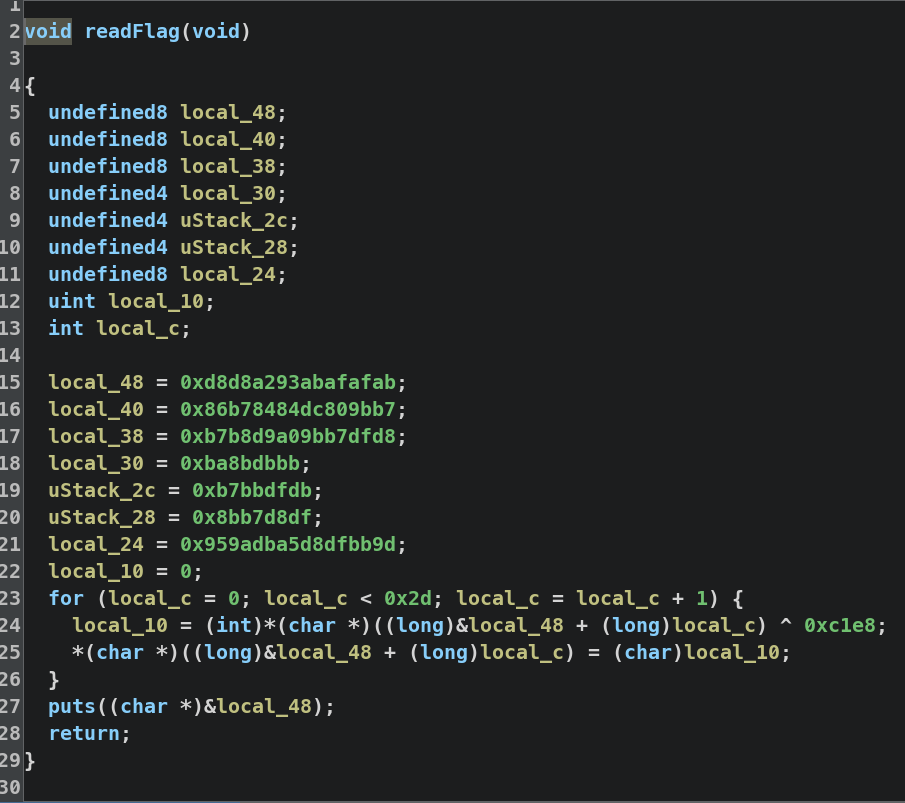 1
2 void readFlag(void)
3
4 {
5   undefined8 local_48;
6   undefined8 local_40;
7   undefined8 local_38;
8   undefined4 local_30;
9   undefined4 uStack_2c;
10   undefined4 uStack_28;
11   undefined8 local_24;
12   uint local_10;
13   int local_c;
14
15   local_48 = 0xd8d8a293abafafab;
16   local_40 = 0x86b78484dc809bb7;
17   local_38 = 0xb7b8d9a09bb7dfd8;
18   local_30 = 0xba8bdbbb;
19   uStack_2c = 0xb7bbdfdb;
20   uStack_28 = 0x8bb7d8df;
21   local_24 = 0x959adba5d8dfbb9d;
22   local_10 = 0;
23   for (local_c = 0; local_c < 0x2d; local_c = local_c + 1) {
24     local_10 = (int)*(char *)((long)&local_48 + (long)local_c) ^ 0xc1e8;
25     *(char *)((long)&local_48 + (long)local_c) = (char)local_10;
26   }
27   puts((char *)&local_48);
28   return;
29 }
30